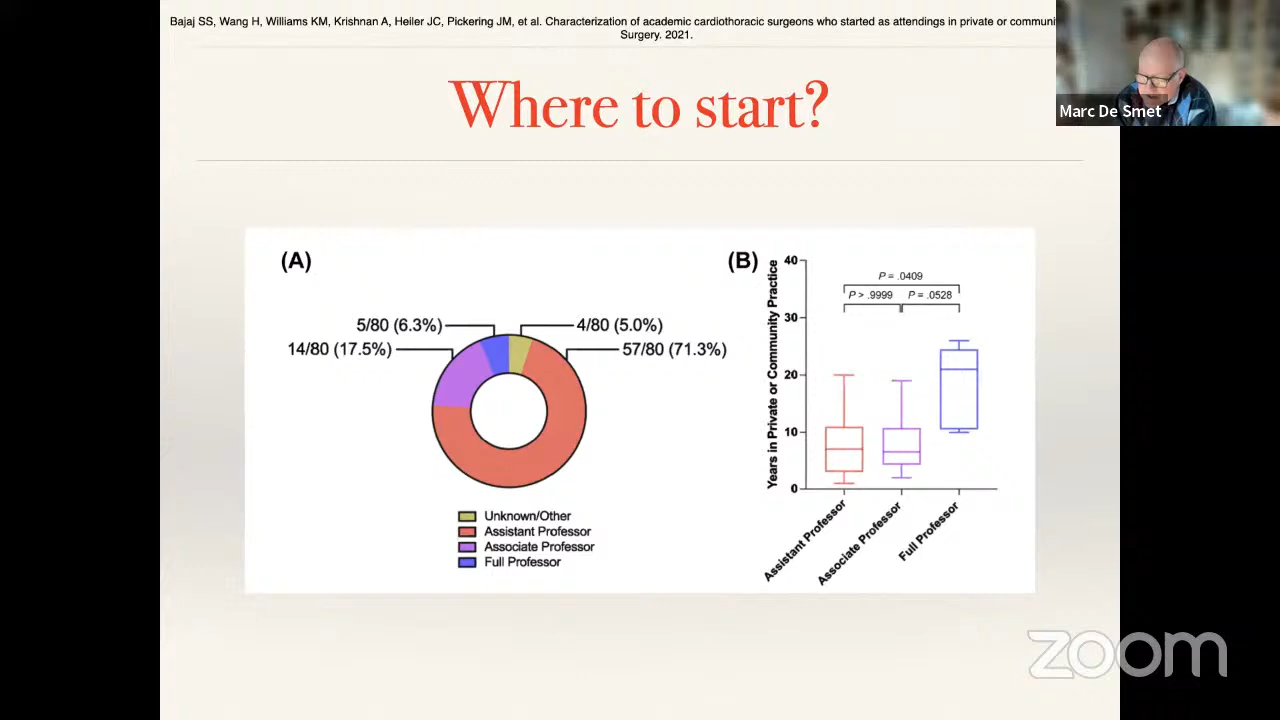 Bajaj SS, Wang H, Williams KM, Krishnan A, Heiler JC, Pickering JM, et al. Characterization of academic cardiothoracic surgeons who started as attendings in private or
Surgery. 2021.
Marc De Smet
Where to start?
(A)
5/80 (6.3%)
4/80 (5.0%)
14/80 (17.5%)
57/80 (71.3%)
Unknown/Other
Assistant Professor
Associate Professor
Full Professor
(B)
Years in Private or Community Practice
40
30
20
10
0
P = .0409
P > .9999
P = .0528
Assistant Professor
Associate Professor
Full Professor
zoom